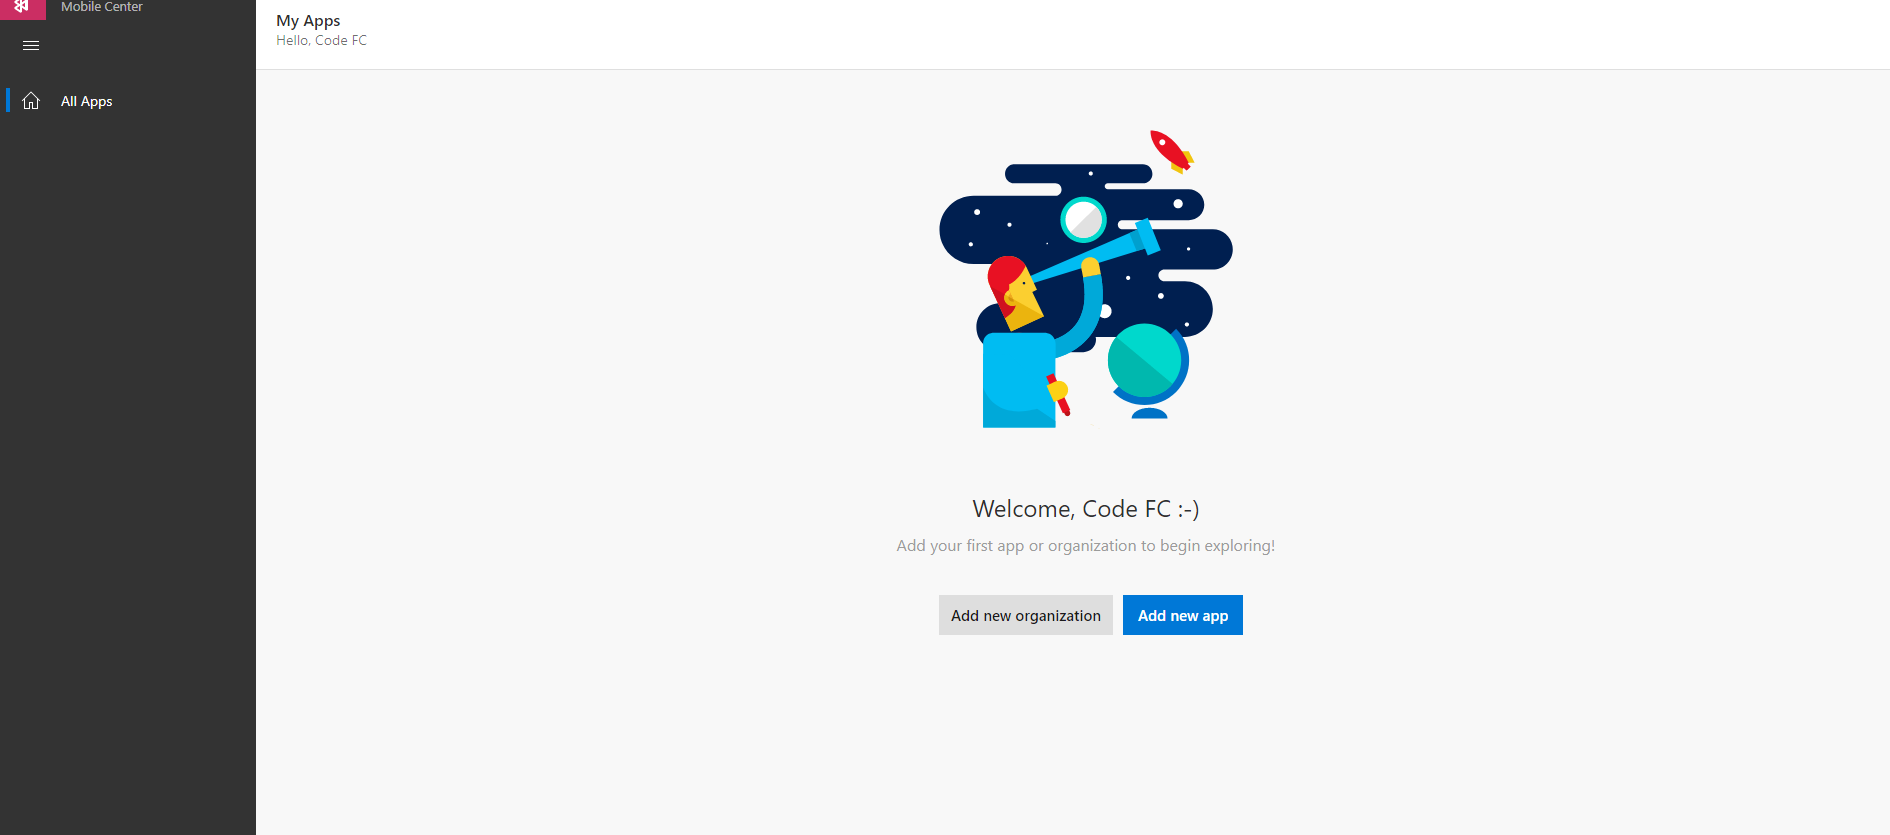 Mobile Center
My Apps
Hello, Code FC
All Apps
Welcome, Code FC :-)
Add your first app or organization to begin exploring!
Add new organization
Add new app